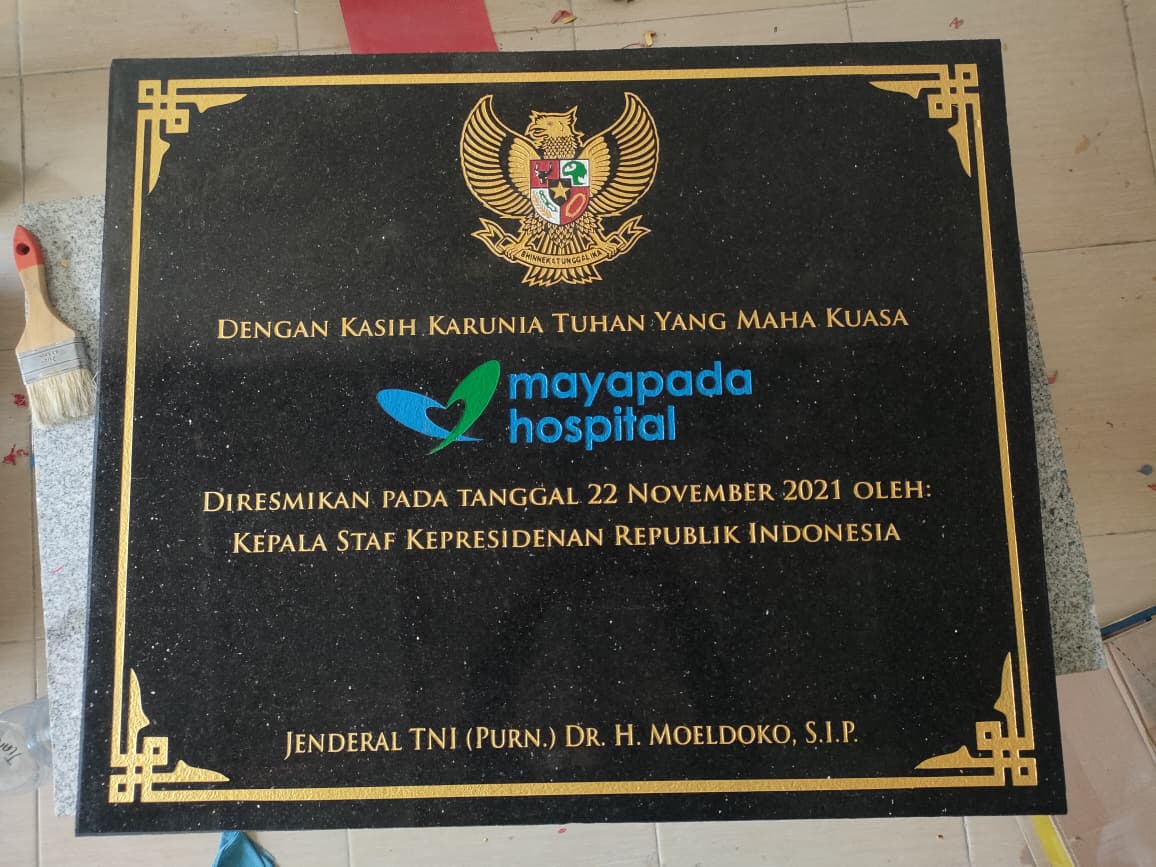 BHINNEKA TUNGGAL IKA
DENGAN KASIH KARUNIA TUHAN YANG MAHA KUASA
mayapada
hospital
DIRESMIKAN PADA TANGGAL 22 NOVEMBER 2021 OLEH:
KEPALA STAF KEPRESIDENAN REPUBLIK INDONESIA
JENDERAL TNI (PURN.) DR. H. MOELDOKO, S.I.P.